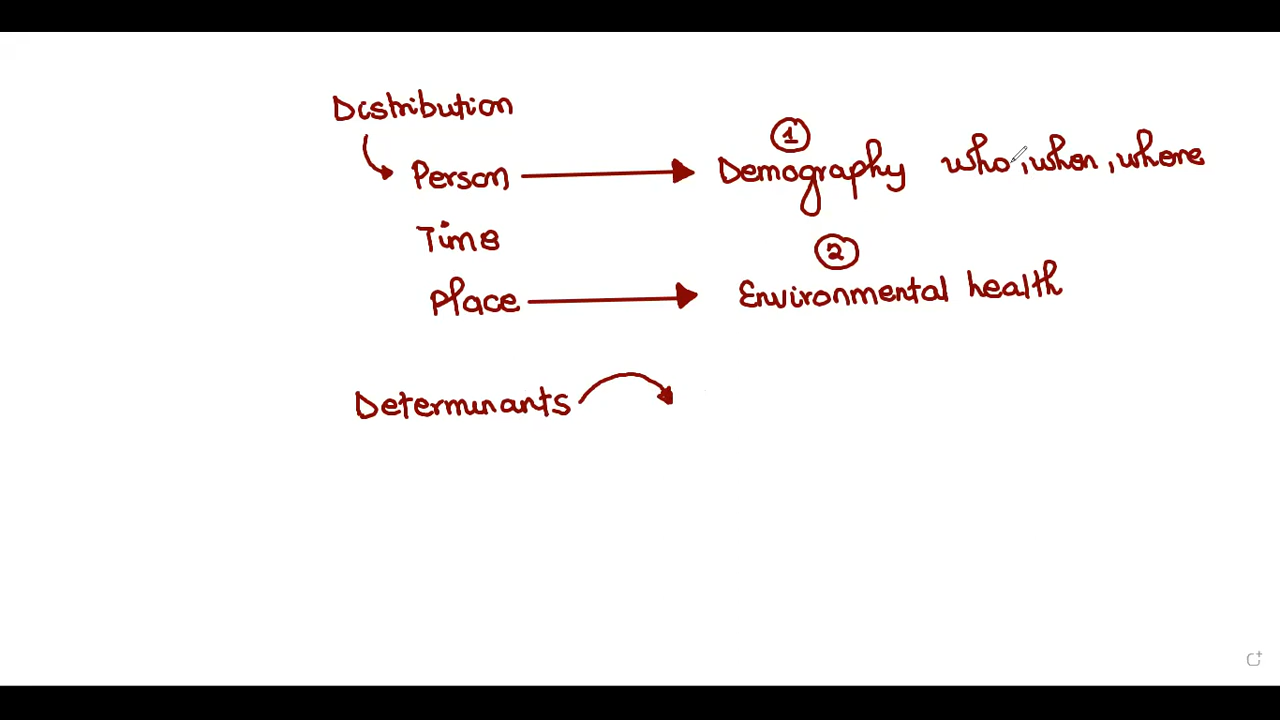 Distribution
Person
Time
Place
① Demography who, when, where
② Environmental health
Determinants